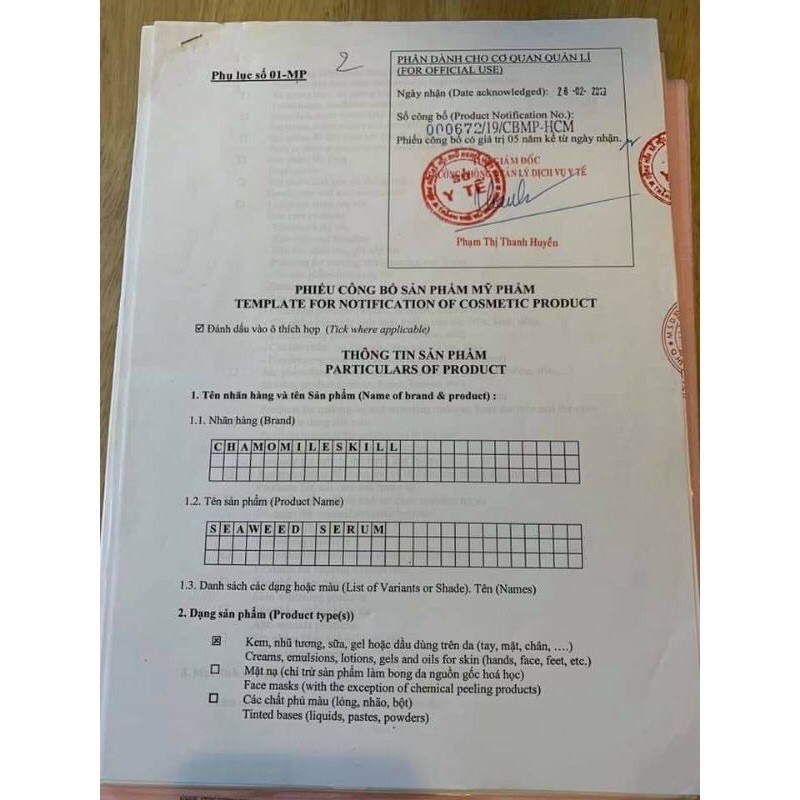 2
Phụ lục số 01-MP
PHẦN DÀNH CHO CƠ QUAN QUẢN LÍ
(FOR OFFICIAL USE)
Ngày nhận (Date acknowledged): 28-02-
Số công bố (Product Notification No.):
000672/19/CBMP-HCM
Phiếu công bố có giá trị 05 năm kể từ ngày nhận.
GIÁM ĐỐC
PHÒNG QUẢN LÝ DỊCH VỤ Y TẾ
SỞ
Y TẾ
Phạm Thị Thanh Huyền
PHIẾU CÔNG BỐ SẢN PHẨM MỸ PHẨM
TEMPLATE FOR NOTIFICATION OF COSMETIC PRODUCT
☑ Đánh dấu vào ô thích hợp (Tick where applicable)
THÔNG TIN SẢN PHẨM
PARTICULARS OF PRODUCT
1. Tên nhãn hàng và tên Sản phẩm (Name of brand & product) :
1.1. Nhãn hàng (Brand)
CHAMOMILESKILL
1.2. Tên sản phẩm (Product Name)
SEAWEED SERUM
1.3. Danh sách các dạng hoặc màu (List of Variants or Shade). Tên (Names)
2. Dạng sản phẩm (Product type(s))
☒ Kem, nhũ tương, sữa, gel hoặc dầu dùng trên da (tay, mặt, chân, ….)
Creams, emulsions, lotions, gels and oils for skin (hands, face, feet, etc.)
☐ Mặt nạ (chỉ trừ sản phẩm làm bong da nguồn gốc hoá học)
Face masks (with the exception of chemical peeling products)
☐ Các chất phủ màu (lỏng, nhão, bột)
Tinted bases (liquids, pastes, powders)